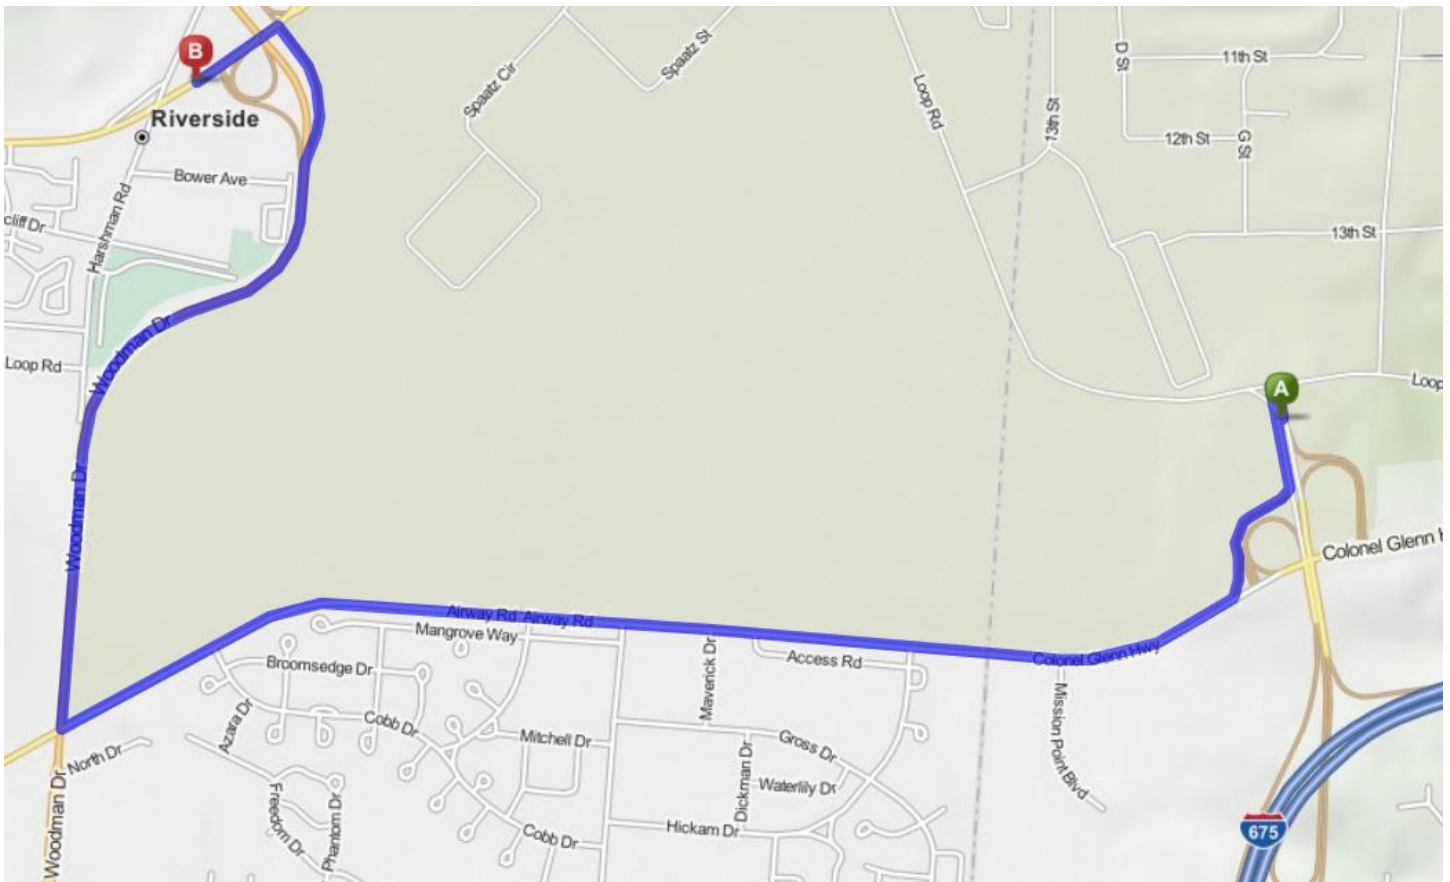 B
Riverside
Bower Ave
cliff Dr
Harshman Rd
Loop Rd
Woodman Dr
Woodman Dr
Woodman Dr
North Dr
Spaatz Cir
Spaatz St
Loop Rd
13th St
D St
11th St
12th St
G St
13th St
A
Loop
Colonel Glenn H
Airway Rd Airway Rd
Mangrove Way
Broomsedge Dr
Azara Dr
Cobb Dr
Mitchell Dr
Freedom Dr
Phantom Dr
Cobb Dr
Maverick Dr
Access Rd
Gross Dr
Dickman Dr
Waterlily Dr
Hickam Dr
Colonel Glenn Hwy
Mission Point Blvd
675